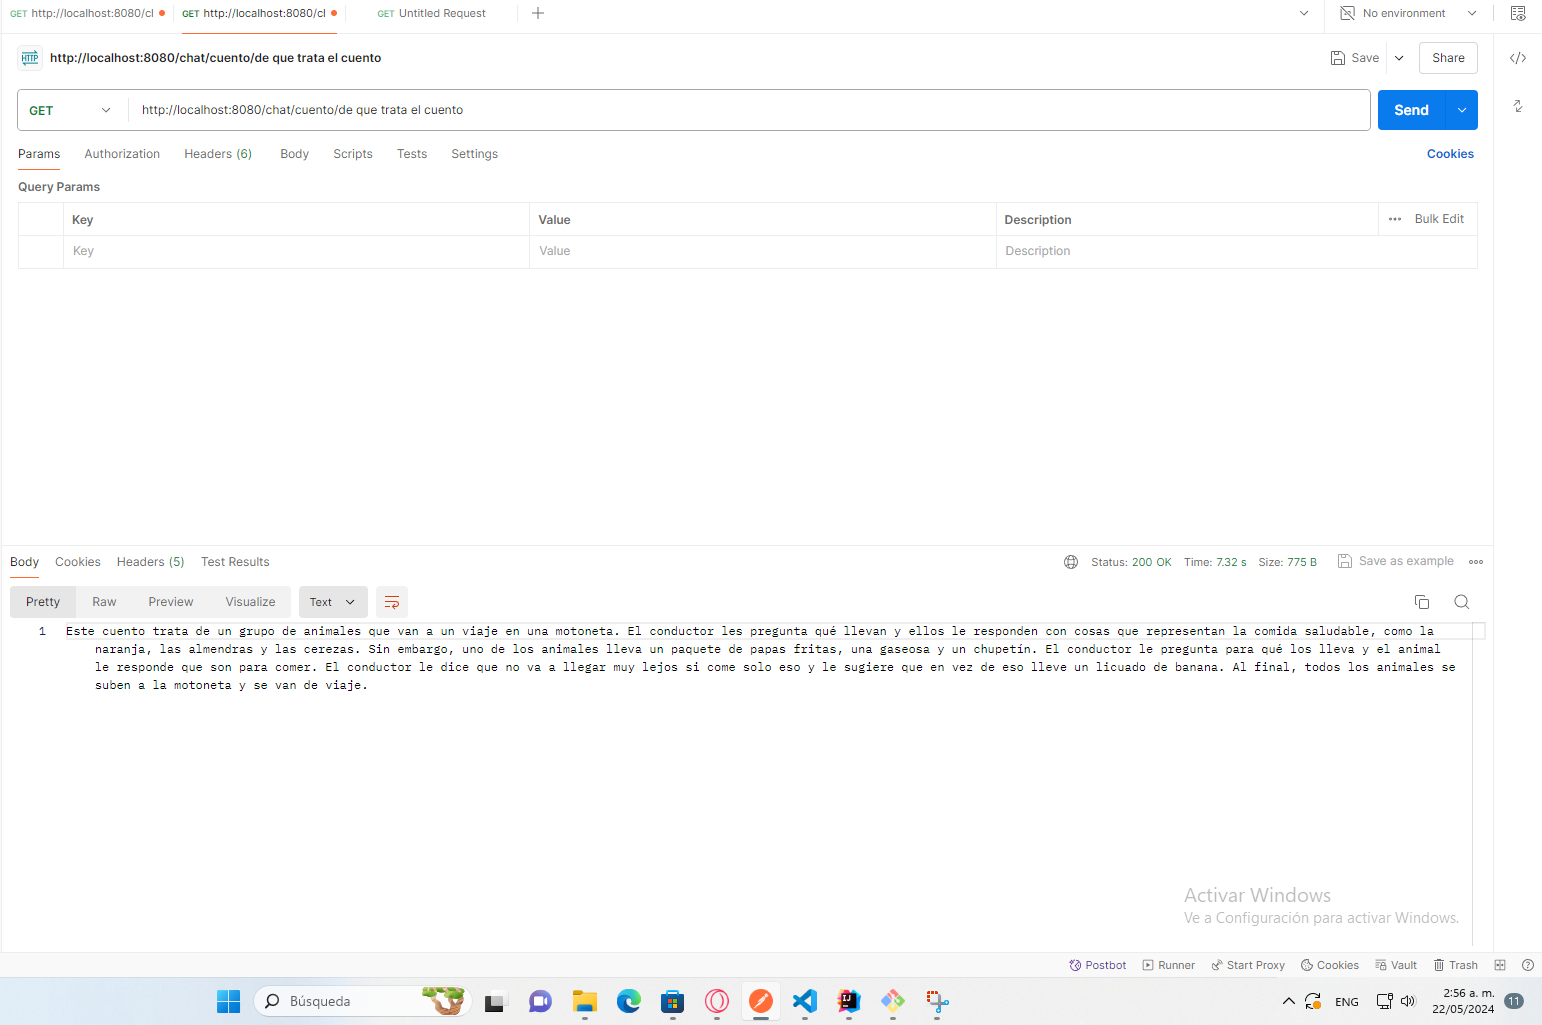 GET http://localhost:8080/cl GET http://localhost:8080/cl GET Untitled Request No environment
HTTP http://localhost:8080/chat/cuento/de que trata el cuento Save Share
GET http://localhost:8080/chat/cuento/de que trata el cuento Send
Params Authorization Headers (6) Body Scripts Tests Settings Cookies
Query Params
Key Value Description Bulk Edit
Key Value Description
Body Cookies Headers (5) Test Results Status: 200 OK Time: 7.32 s Size: 775 B Save as example
Pretty Raw Preview Visualize Text
1 Este cuento trata de un grupo de animales que van a un viaje en una motoneta. El conductor les pregunta qué llevan y ellos le responden con cosas que representan la comida saludable, como la
naranja, las almendras y las cerezas. Sin embargo, uno de los animales lleva un paquete de papas fritas, una gaseosa y un chupetín. El conductor le pregunta para qué los lleva y el animal
le responde que son para comer. El conductor le dice que no va a llegar muy lejos si come solo eso y le sugiere que en vez de eso lleve un licuado de banana. Al final, todos los animales se
suben a la motoneta y se van de viaje.
Activar Windows
Ve a Configuración para activar Windows.
Postbot Runner Start Proxy Cookies Vault Trash
Búsqueda ENG 2:56 a. m. 11
22/05/2024